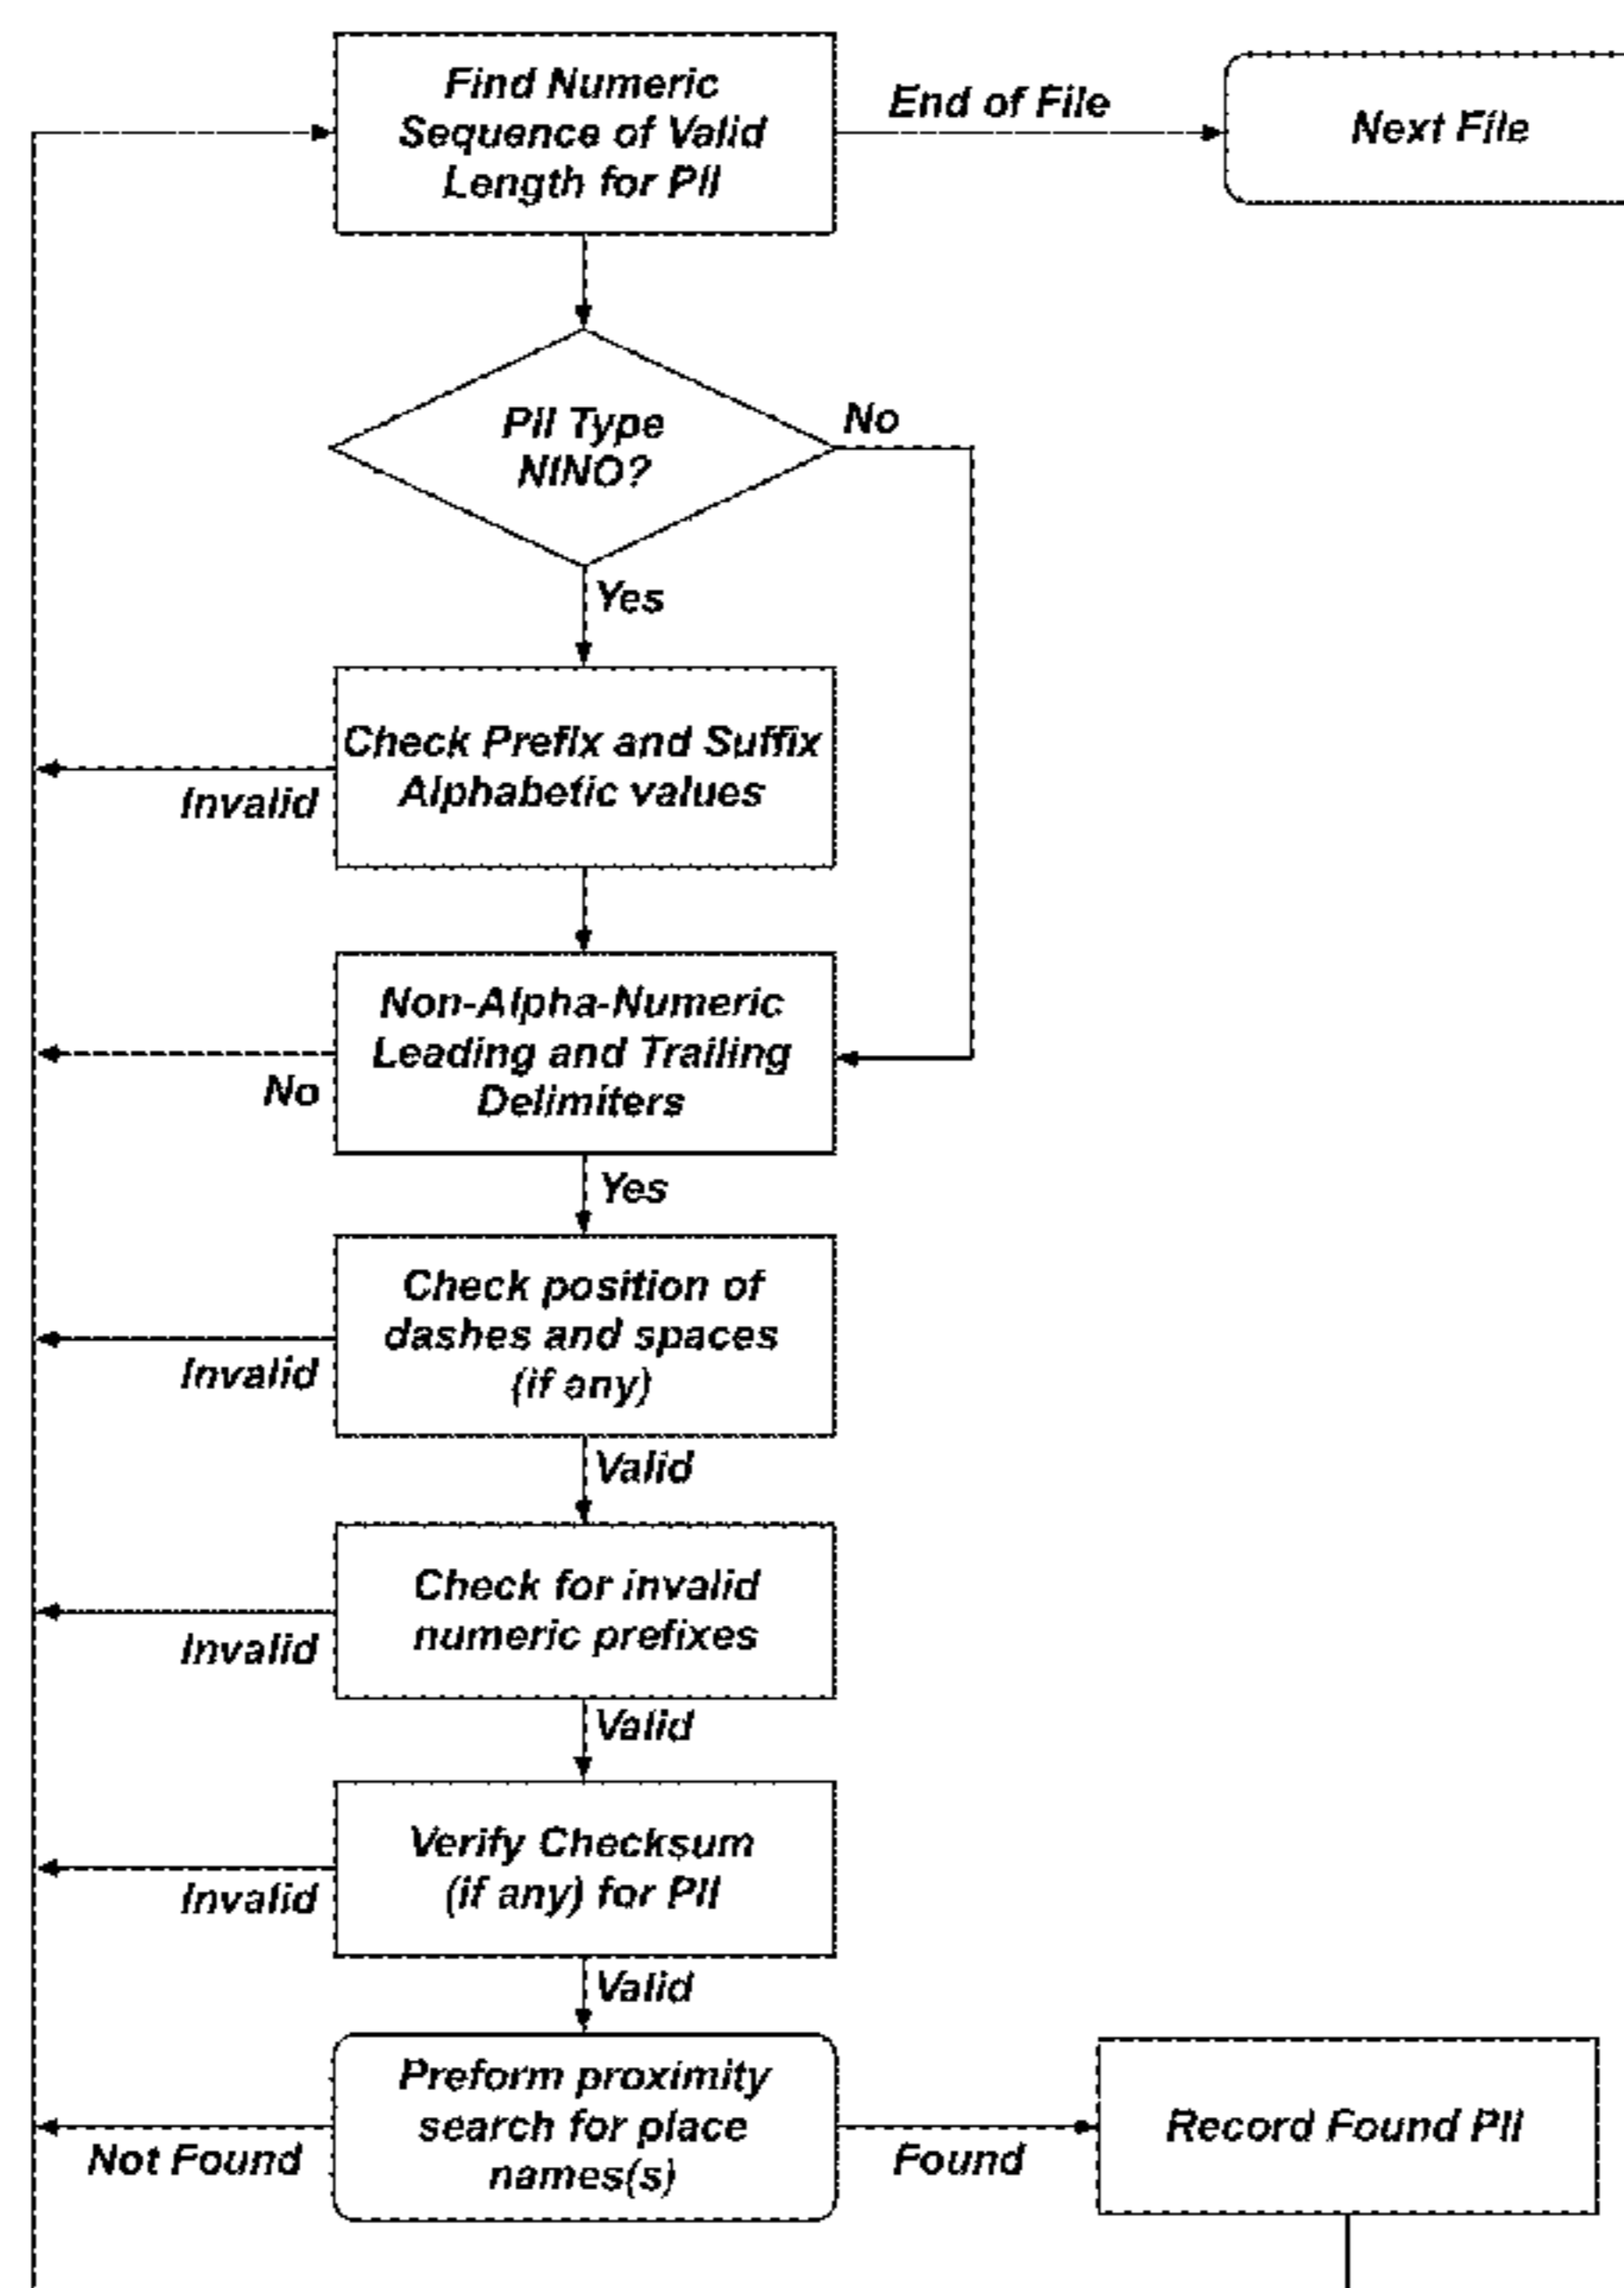 Find Numeric
Sequence of Valid
Length for PII
End of File
Next File
PII Type
NINO?
No
Yes
Check Prefix and Suffix
Alphabetic values
Invalid
Non-Alpha-Numeric
Leading and Trailing
Delimiters
No
Yes
Check position of
dashes and spaces
(if any)
Invalid
Valid
Check for invalid
numeric prefixes
Invalid
Valid
Verify Checksum
(if any) for PII
Invalid
Valid
Preform proximity
search for place
names(s)
Not Found
Found
Record Found PII